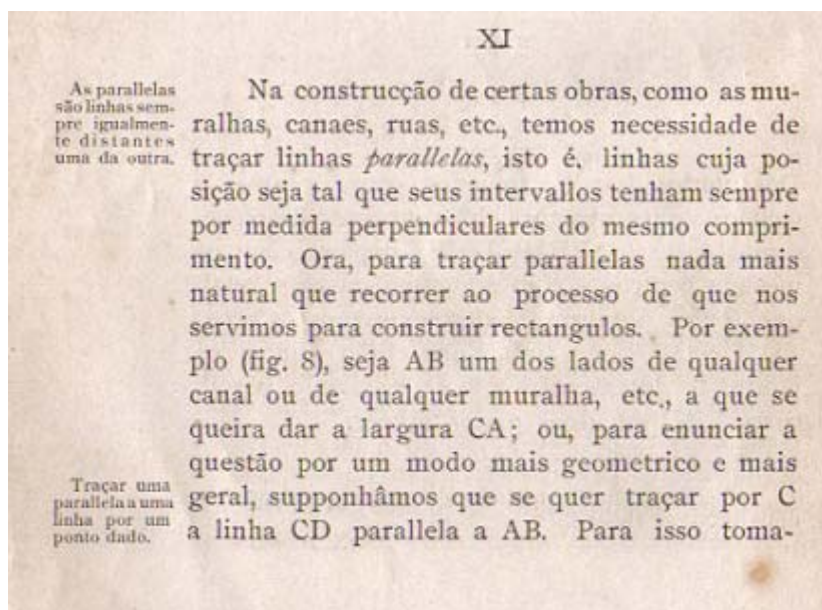 XI
As parallelas
são linhas sem-
pre igualmen-
te distantes
uma da outra.
Na construcção de certas obras, como as mu-
ralhas, canaes, ruas, etc., temos necessidade de
traçar linhas parallelas, isto é, linhas cuja po-
sição seja tal que seus intervallos tenham sempre
por medida perpendiculares do mesmo compri-
mento. Ora, para traçar parallelas nada mais
natural que recorrer ao processo de que nos
servimos para construir rectangulos. Por exem-
plo (fig. 8), seja AB um dos lados de qualquer
canal ou de qualquer muralha, etc., a que se
queira dar a largura CA; ou, para enunciar a
questão por um modo mais geometrico e mais
geral, supponhâmos que se quer traçar por C
a linha CD parallela a AB. Para isso toma-
Traçar uma
parallela a uma
linha por um
ponto dado.